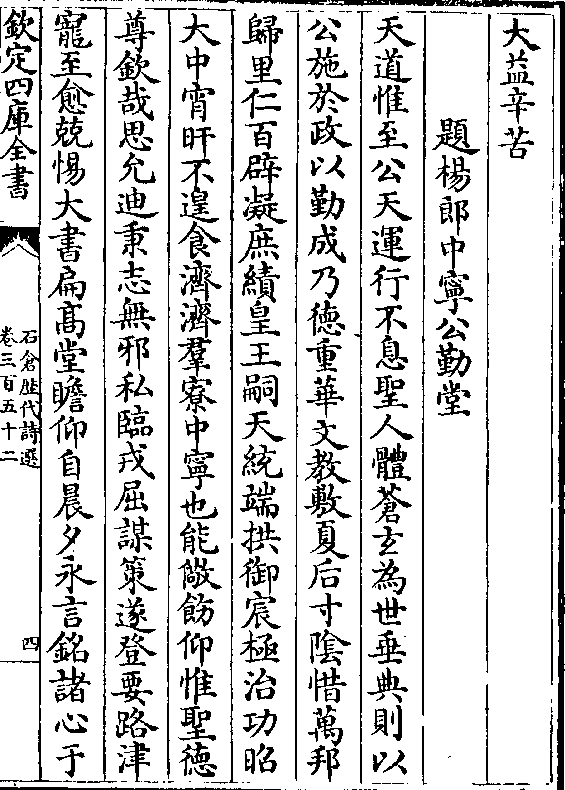 大益辛苦
題楊郎中寧公勤堂
天道惟至公天運行不息聖人體蒼玄為世垂典則以
公施於政以勤成乃徳重華文教敷夏后寸陰惜萬邦
歸里仁百辟凝庶績皇王嗣天統端拱御宸極治功昭
大中宵旰不遑食濟濟羣寮中寧也能敬飭仰惟聖徳
尊欽哉思允迪秉志無邪私臨戎屈謀策遂登要路津
寵至愈兢惕大書扁髙堂瞻仰自晨夕永言銘諸心于
欽定四庫全書
石倉歴代詩選
卷三百五十二
四